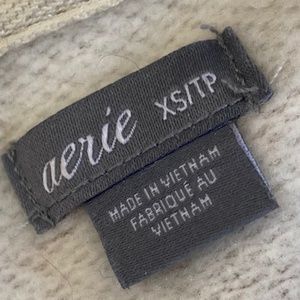 aerie XS/TP
MADE IN VIETNAM
FABRIQUÉ AU
VIETNAM